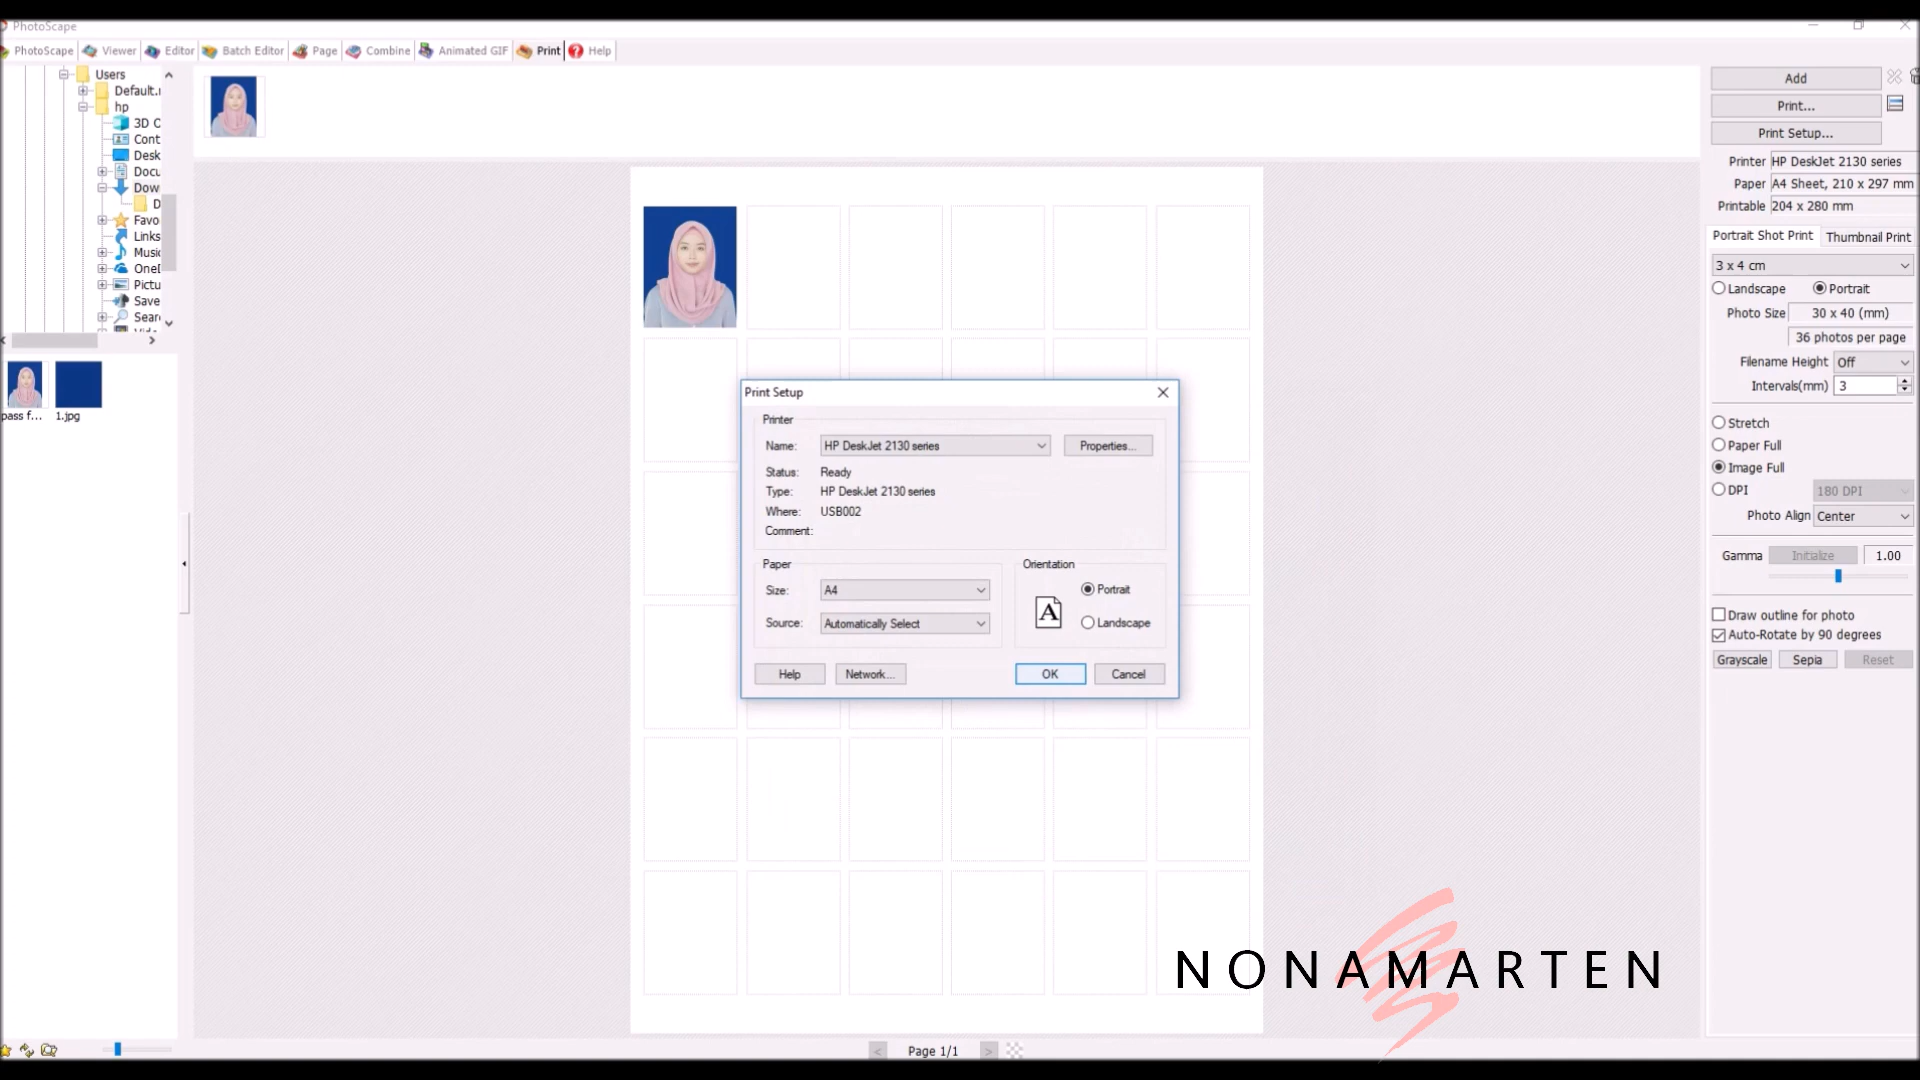 PhotoScape
PhotoScape Viewer Editor Batch Editor Page Combine Animated GIF Print Help
Users
Default.r
hp
3D O
Cont
Desk
Docu
Dow
D
Favo
Links
Music
OneD
Pictu
Save
Sear
pass f... 1.jpg
Add
Print...
Print Setup...
Printer HP DeskJet 2130 series
Paper A4 Sheet, 210 x 297 mm
Printable 204 x 280 mm
Portrait Shot Print Thumbnail Print
3 x 4 cm
Landscape Portrait
Photo Size 30 x 40 (mm)
36 photos per page
Filename Height Off
Intervals(mm) 3
Stretch
Paper Full
Image Full
DPI 180 DPI
Photo Align Center
Gamma Initialize 1.00
Draw outline for photo
Auto-Rotate by 90 degrees
Grayscale Sepia Reset
Print Setup
Printer
Name: HP DeskJet 2130 series Properties...
Status: Ready
Type: HP DeskJet 2130 series
Where: USB002
Comment:
Paper
Size: A4
Source: Automatically Select
Orientation
A
Portrait
Landscape
Help Network... OK Cancel
NONAMARTEN
< Page 1/1 >